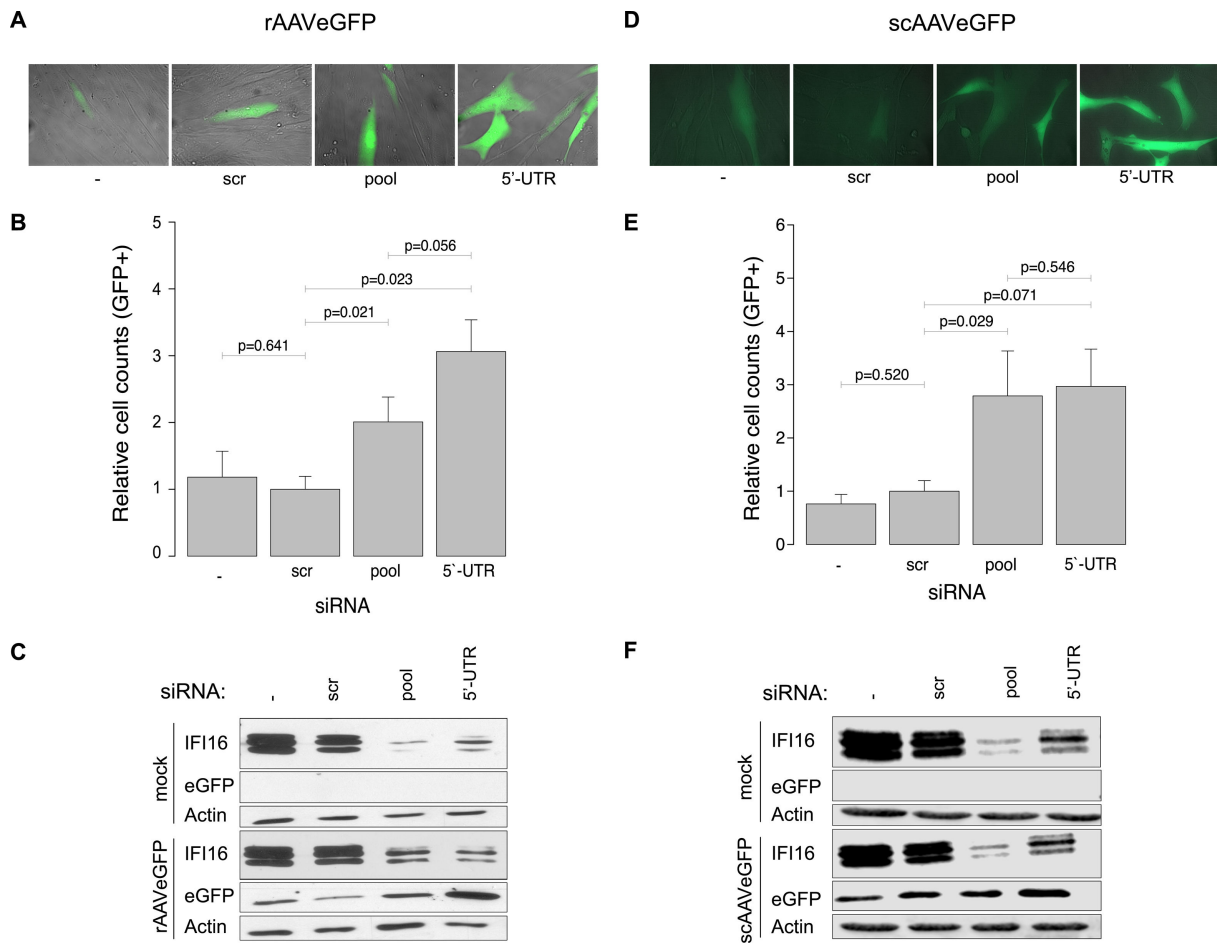 A
rAAVeGFP
- scr pool 5'-UTR
B
Relative cell counts (GFP+)
5
4
3
2
1
0
p=0.056
p=0.023
p=0.021
p=0.641
- scr pool 5`-UTR
siRNA
C
siRNA: - scr pool 5'-UTR
mock
IFI16
eGFP
Actin
rAAVeGFP
IFI16
eGFP
Actin
D
scAAVeGFP
- scr pool 5'-UTR
E
Relative cell counts (GFP+)
6
5
4
3
2
1
0
p=0.546
p=0.071
p=0.029
p=0.520
- scr pool 5`-UTR
siRNA
F
siRNA: - scr pool 5'-UTR
mock
IFI16
eGFP
Actin
scAAVeGFP
IFI16
eGFP
Actin